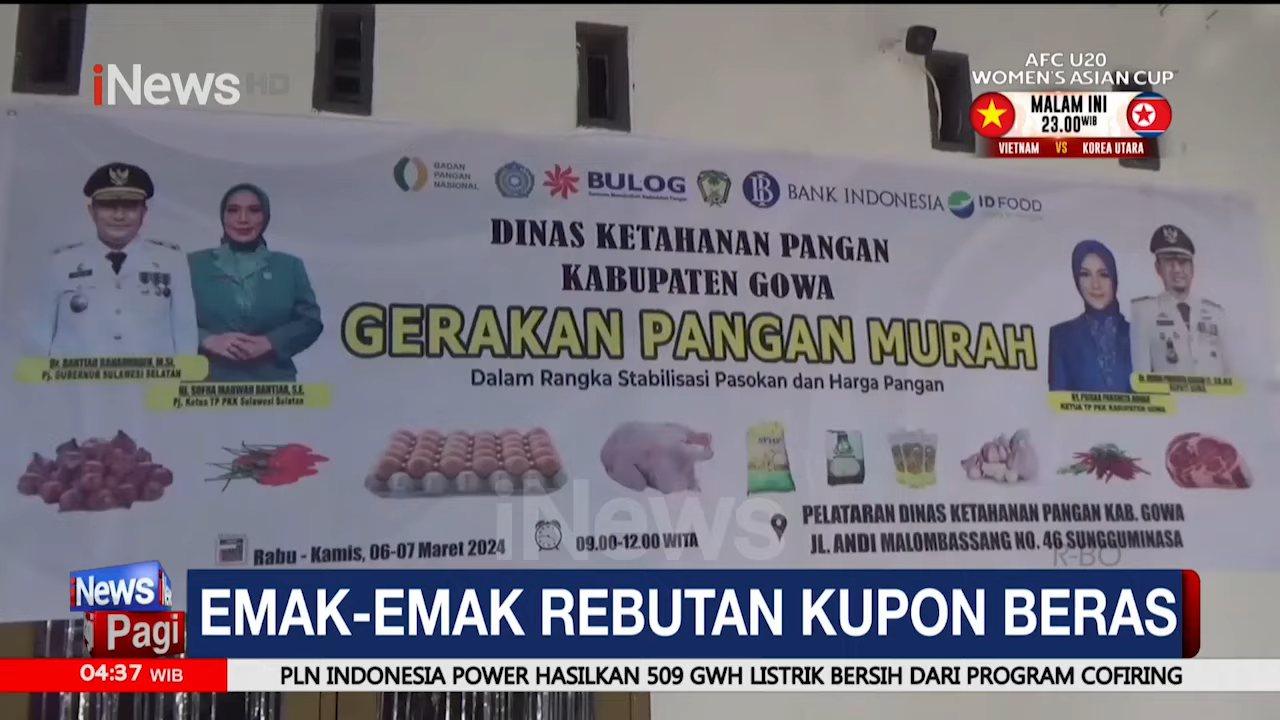 iNews HD
AFC U20
WOMEN'S ASIAN CUP
MALAM INI
23.00 WIB
VIETNAM VS KOREA UTARA
BADAN
PANGAN
NASIONAL
BULOG
BANK INDONESIA
ID FOOD
DINAS KETAHANAN PANGAN
KABUPATEN GOWA
GERAKAN PANGAN MURAH
Dalam Rangka Stabilisasi Pasokan dan Harga Pangan
Pj. GUBERNUR SULAWESI SELATAN
Pj. Ketua TP PKK Sulawesi Selatan
BUPATI GOWA
KETUA TP PKK KABUPATEN GOWA
SPHP
iNews
Rabu - Kamis, 06-07 Maret 2024
09.00-12.00 WITA
PELATARAN DINAS KETAHANAN PANGAN KAB. GOWA
JL. ANDI MALOMBASSANG NO. 46 SUNGGUMINASA
R-BO
iNews
Pagi
EMAK-EMAK REBUTAN KUPON BERAS
04:37 WIB
PLN INDONESIA POWER HASILKAN 509 GWH LISTRIK BERSIH DARI PROGRAM COFIRING